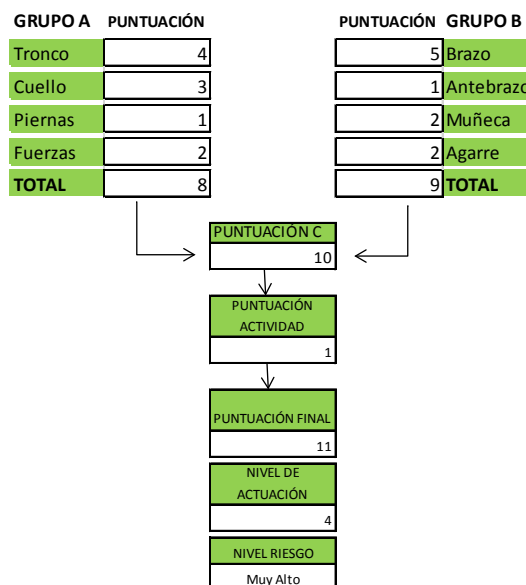 GRUPO A PUNTUACIÓN PUNTUACIÓN GRUPO B
Tronco 4 5 Brazo
Cuello 3 1 Antebrazo
Piernas 1 2 Muñeca
Fuerzas 2 2 Agarre
TOTAL 8 9 TOTAL
PUNTUACIÓN C
10
PUNTUACIÓN
ACTIVIDAD
1
PUNTUACIÓN FINAL
11
NIVEL DE
ACTUACIÓN
4
NIVEL RIESGO
Muy Alto